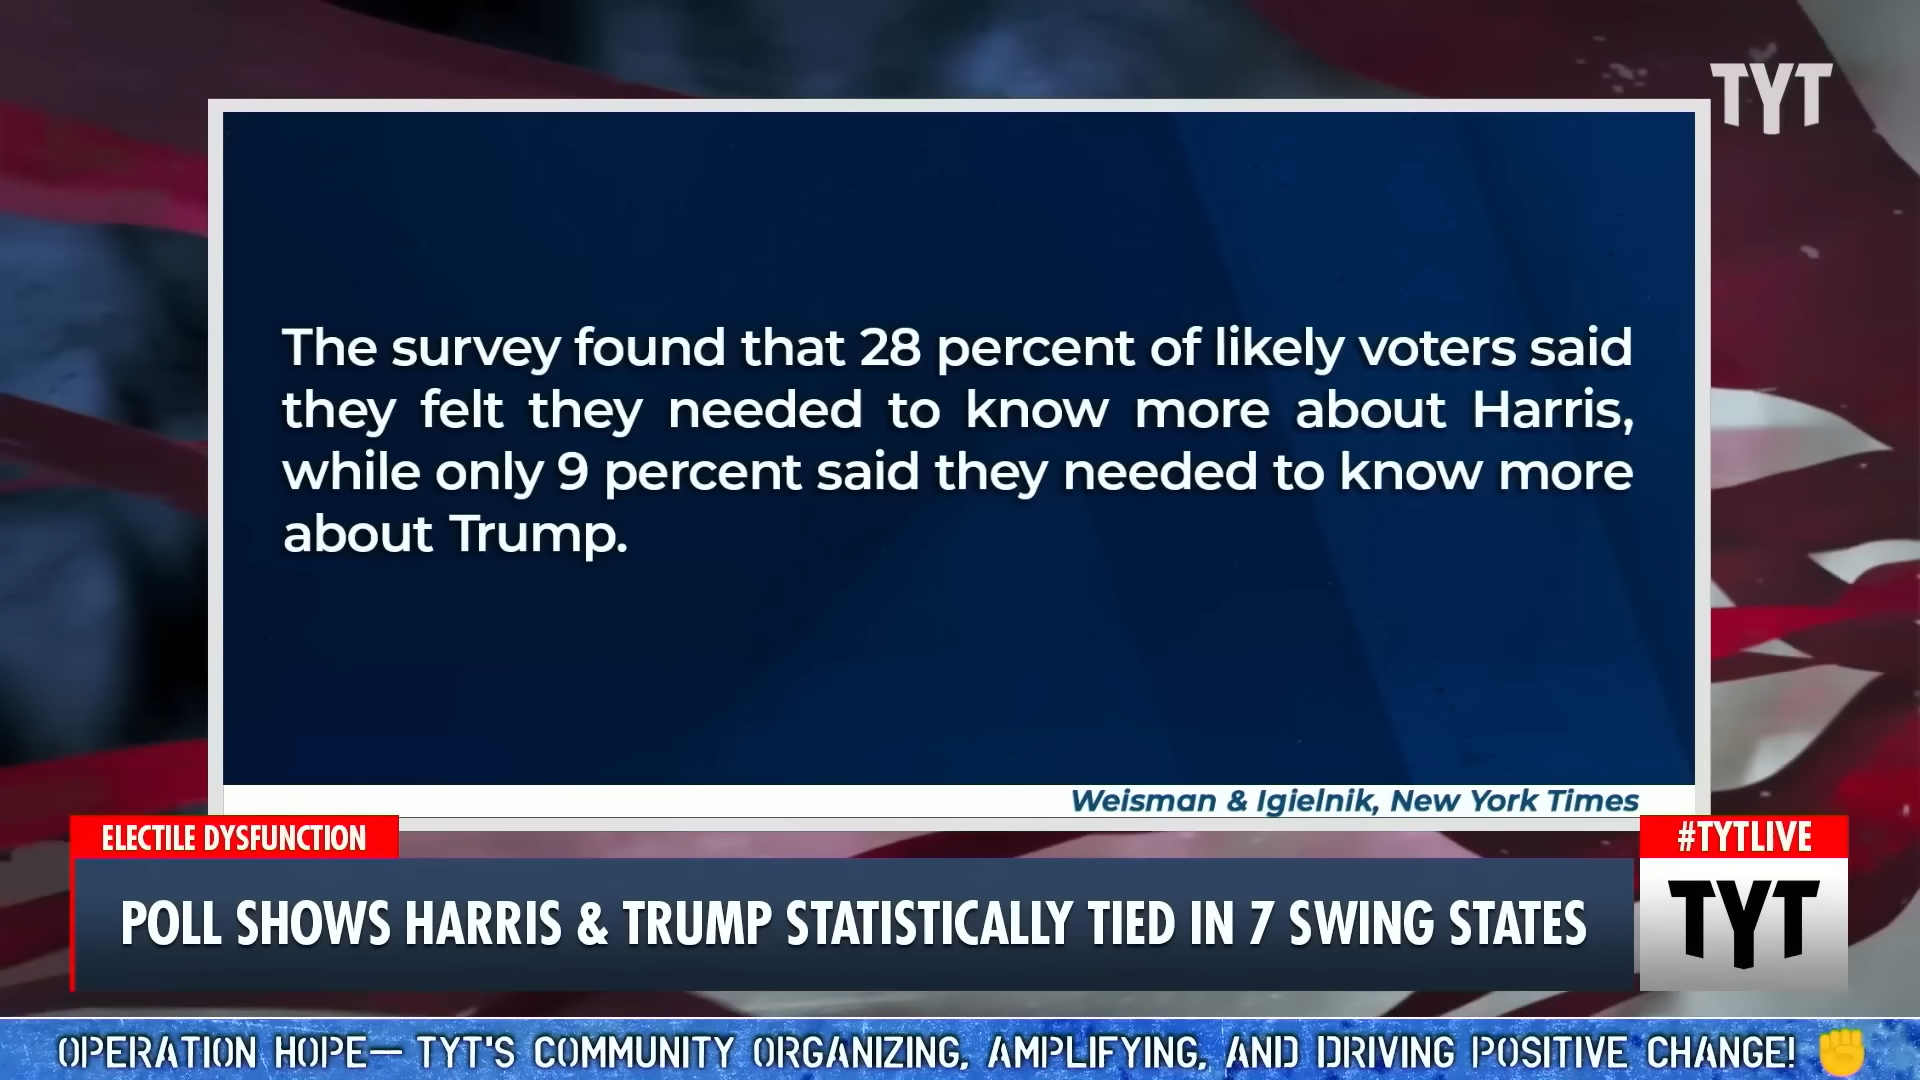 TYT
The survey found that 28 percent of likely voters said
they felt they needed to know more about Harris,
while only 9 percent said they needed to know more
about Trump.
Weisman & Igielnik, New York Times
ELECTILE DYSFUNCTION
#TYTLIVE
POLL SHOWS HARRIS & TRUMP STATISTICALLY TIED IN 7 SWING STATES
TYT
OPERATION HOPE— TYT'S COMMUNITY ORGANIZING, AMPLIFYING, AND DRIVING POSITIVE CHANGE! ✊